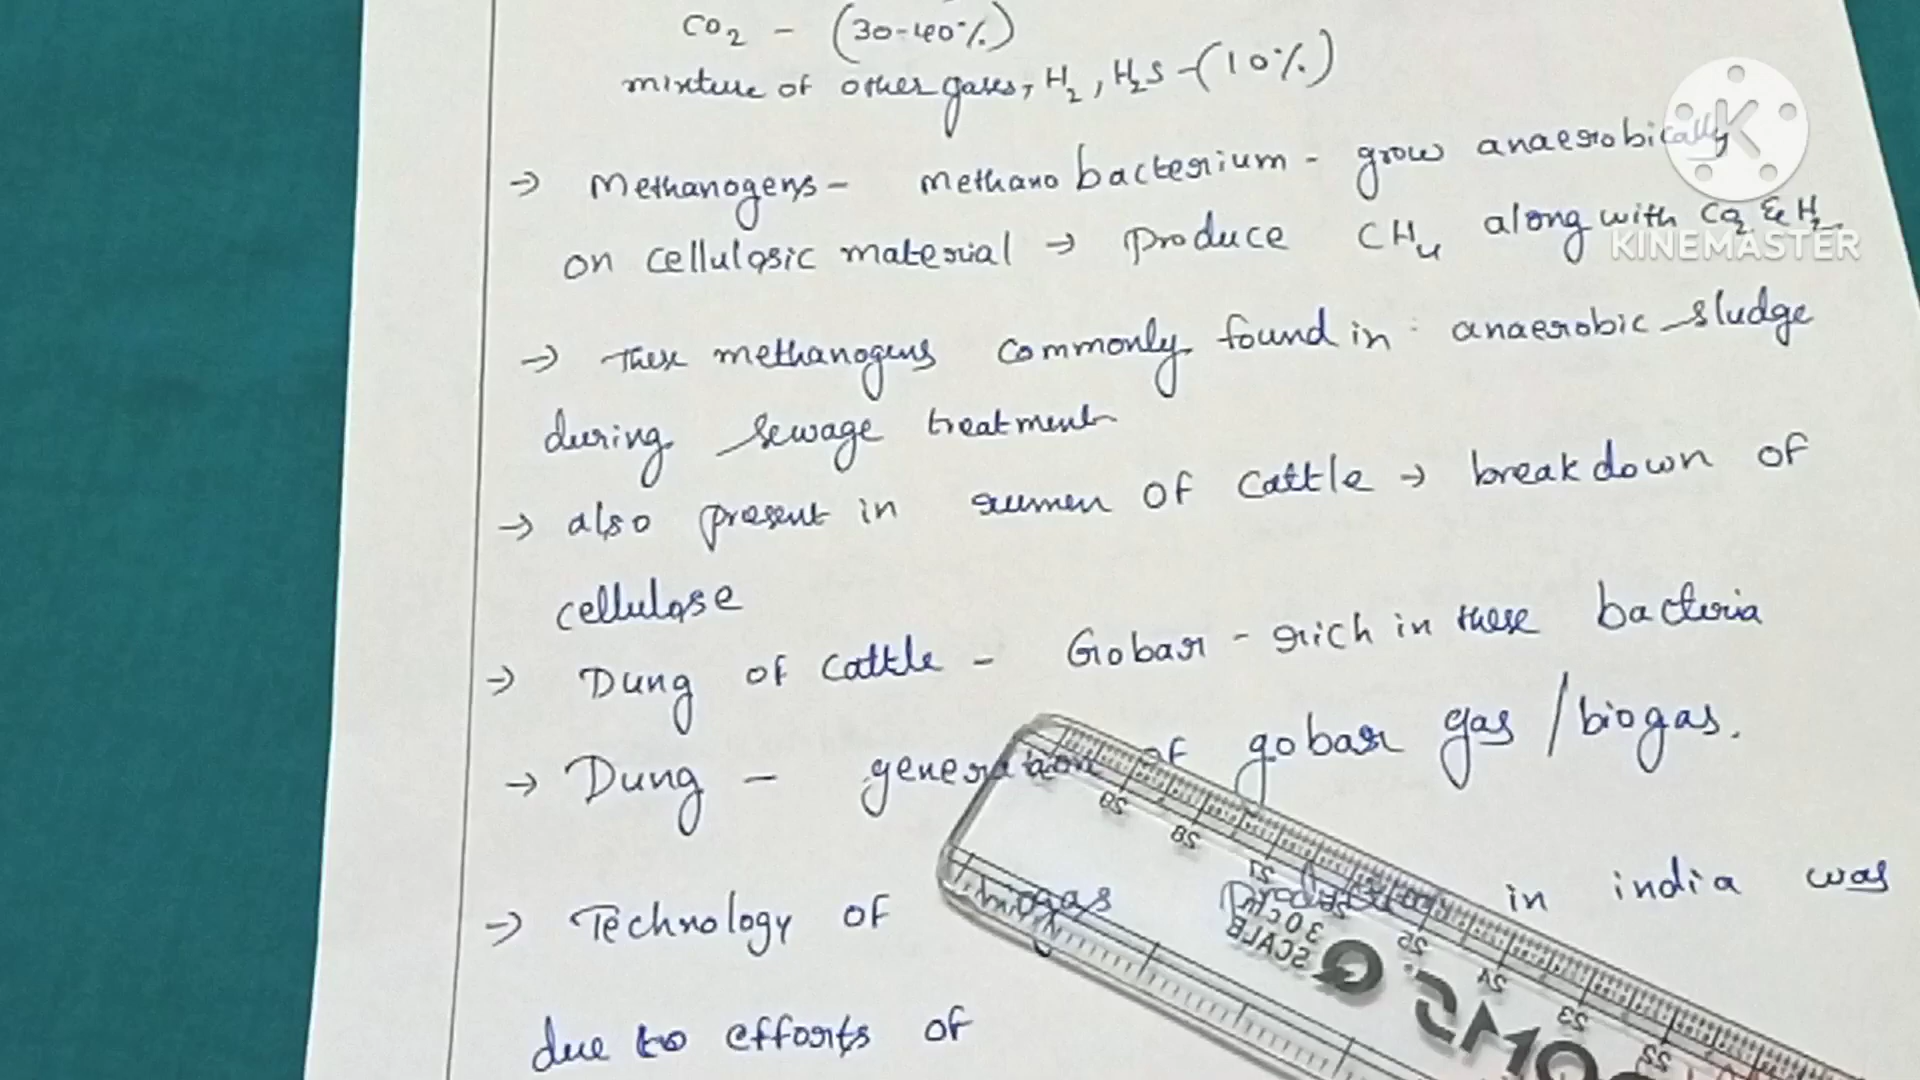 CO2 - (30-40%)
mixture of other gases, H2, H2S - (10%)
→ Methanogens - methanobacterium - grow anaerobically
on cellulosic material → produce CH4 along with CO2 & H2
KINEMASTER
→ These methanogens commonly found in : anaerobic sludge
during sewage treatment
→ also present in rumen of cattle → breakdown of
cellulose
→ Dung of cattle - Gobar - rich in these bacteria
→ Dung - generation of gobar gas / biogas.
→ Technology of biogas production in india was
due to efforts of
30cm
SCALE